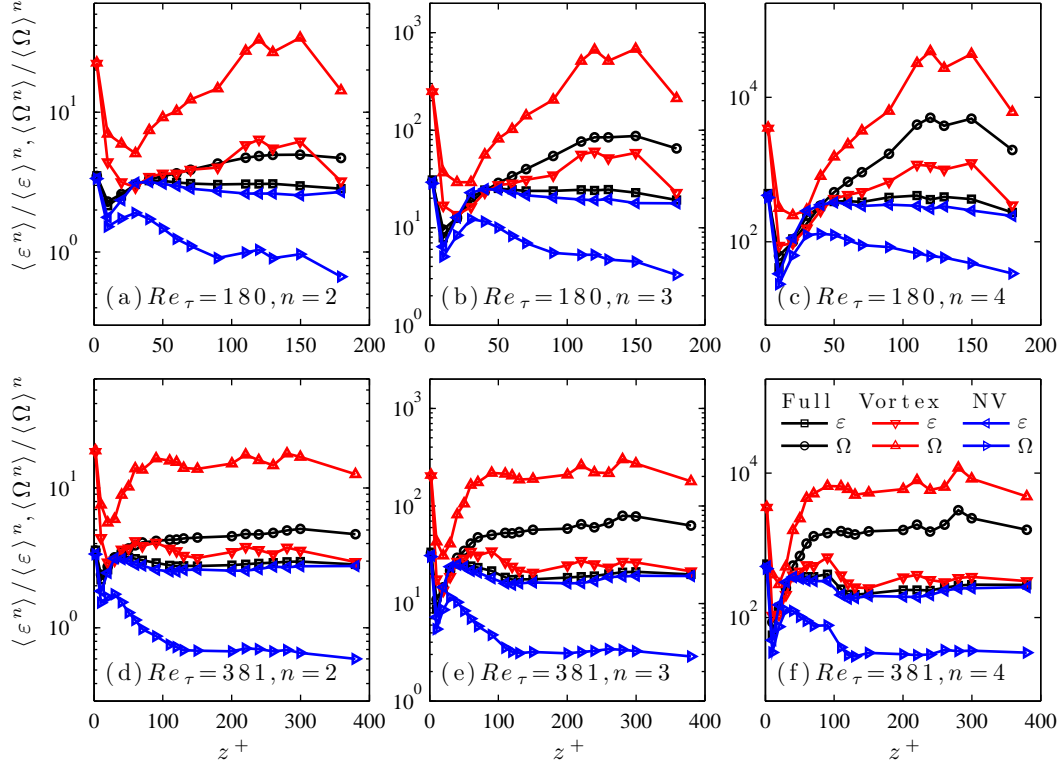 ⟨ε^n⟩/⟨ε⟩^n, ⟨Ω^n⟩/⟨Ω⟩^n
10^1
10^0
(a) Re_τ=180, n=2
0 50 100 150 200
10^3
10^2
10^1
10^0
(b) Re_τ=180, n=3
0 50 100 150 200
10^4
10^2
(c) Re_τ=180, n=4
0 50 100 150 200
⟨ε^n⟩/⟨ε⟩^n, ⟨Ω^n⟩/⟨Ω⟩^n
10^1
10^0
(d) Re_τ=381, n=2
0 100 200 300 400
z^+
10^3
10^2
10^1
10^0
(e) Re_τ=381, n=3
0 100 200 300 400
z^+
10^4
10^2
Full Vortex NV
ε ε ε
Ω Ω Ω
(f) Re_τ=381, n=4
0 100 200 300 400
z^+